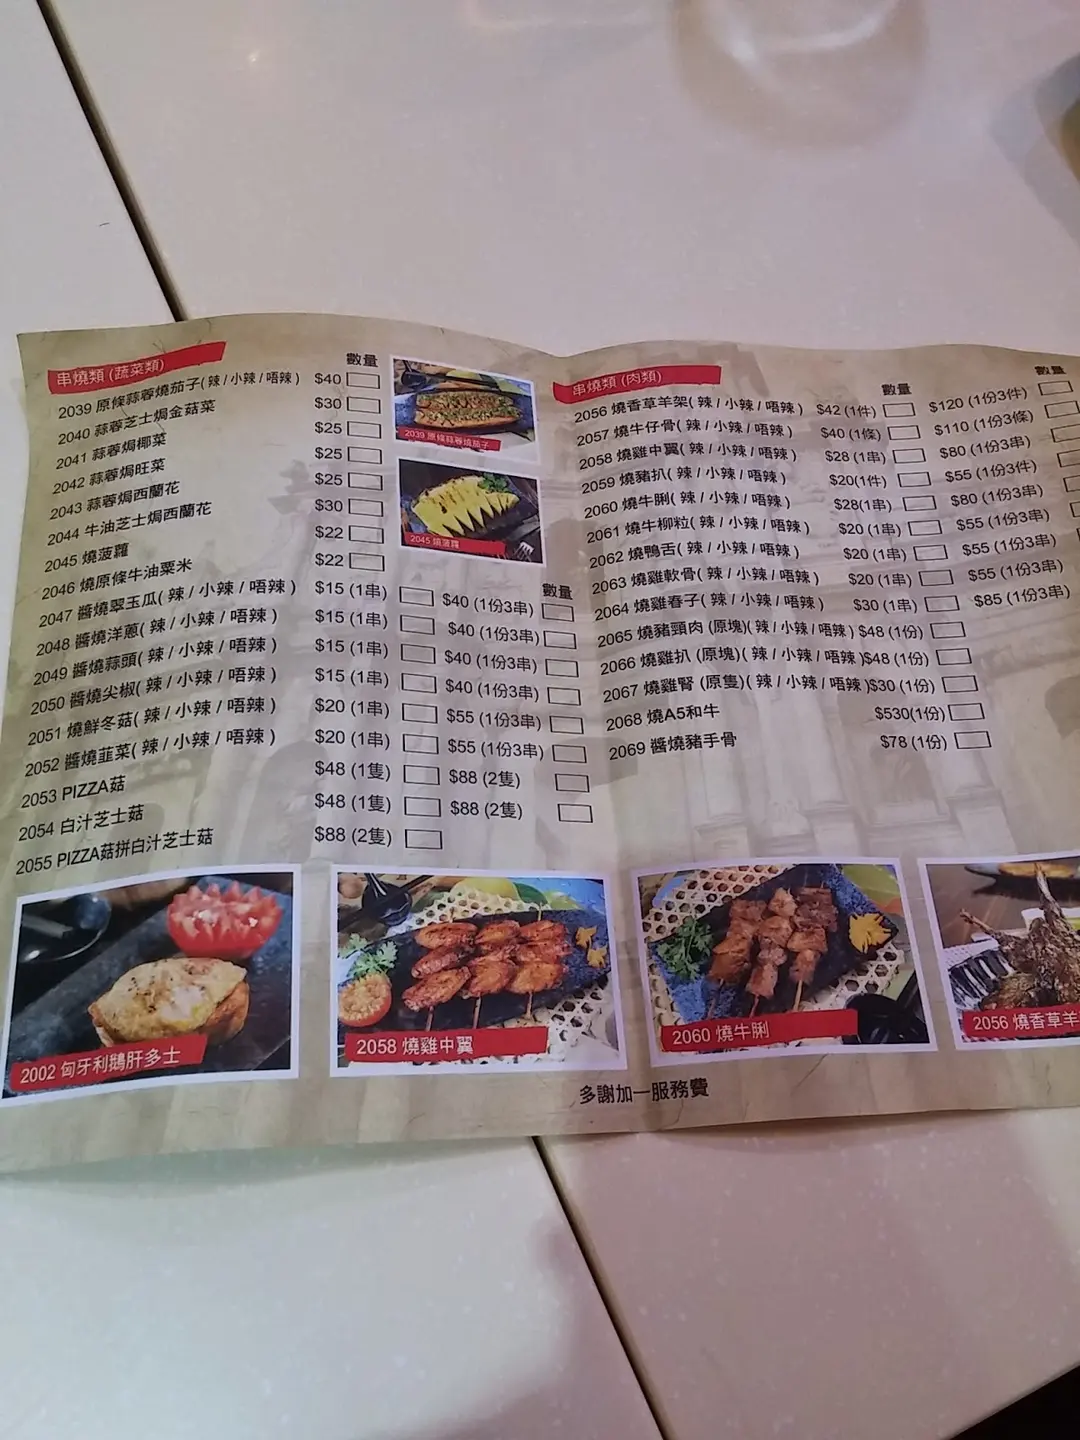 串燒類 (蔬菜類)
數量
2039 原條蒜蓉燒茄子( 辣 / 小辣 / 唔辣 ) $40
2040 蒜蓉芝士焗金菇菜 $30
2041 蒜蓉焗椰菜 $25
2042 蒜蓉焗旺菜 $25
2043 蒜蓉焗西蘭花 $25
2044 牛油芝士焗西蘭花 $30
2045 燒菠蘿 $22
2046 燒原條牛油粟米 $22
數量
2047 醬燒翠玉瓜( 辣 / 小辣 / 唔辣 ) $15 (1串) $40 (1份3串)
2048 醬燒洋蔥( 辣 / 小辣 / 唔辣 ) $15 (1串) $40 (1份3串)
2049 醬燒蒜頭( 辣 / 小辣 / 唔辣 ) $15 (1串) $40 (1份3串)
2050 醬燒尖椒( 辣 / 小辣 / 唔辣 ) $15 (1串) $40 (1份3串)
2051 燒鮮冬菇( 辣 / 小辣 / 唔辣 ) $20 (1串) $55 (1份3串)
2052 醬燒韮菜( 辣 / 小辣 / 唔辣 ) $20 (1串) $55 (1份3串)
2053 PIZZA菇 $48 (1隻) $88 (2隻)
2054 白汁芝士菇 $48 (1隻) $88 (2隻)
2055 PIZZA菇拼白汁芝士菇 $88 (2隻)
2039 原條蒜蓉燒茄子
2045 燒菠蘿
串燒類 (肉類)
數量
數量
2056 燒香草羊架( 辣 / 小辣 / 唔辣 ) $42 (1件) $120 (1份3件)
2057 燒牛仔骨( 辣 / 小辣 / 唔辣 ) $40 (1條) $110 (1份3條)
2058 燒雞中翼( 辣 / 小辣 / 唔辣 ) $28 (1串) $80 (1份3串)
2059 燒豬扒( 辣 / 小辣 / 唔辣 ) $20(1件) $55 (1份3件)
2060 燒牛脷( 辣 / 小辣 / 唔辣 ) $28(1串) $80 (1份3串)
2061 燒牛柳粒( 辣 / 小辣 / 唔辣 ) $20 (1串) $55 (1份3串)
2062 燒鴨舌( 辣 / 小辣 / 唔辣 ) $20 (1串) $55 (1份3串)
2063 燒雞軟骨( 辣 / 小辣 / 唔辣 ) $20 (1串) $55 (1份3串)
2064 燒雞春子( 辣 / 小辣 / 唔辣 ) $30 (1串) $85 (1份3串)
2065 燒豬頸肉 (原塊)( 辣 / 小辣 / 唔辣 ) $48 (1份)
2066 燒雞扒 (原塊)( 辣 / 小辣 / 唔辣 )$48 (1份)
2067 燒雞腎 (原隻)( 辣 / 小辣 / 唔辣 )$30 (1份)
2068 燒A5和牛 $530(1份)
2069 醬燒豬手骨 $78 (1份)
2002 匈牙利鵝肝多士
2058 燒雞中翼
2060 燒牛脷
2056 燒香草羊
多謝加一服務費